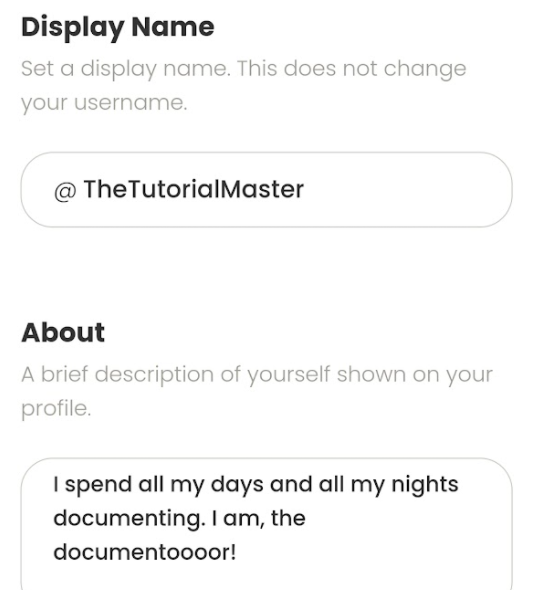 Display Name
Set a display name. This does not change
your username.
@ TheTutorialMaster
About
A brief description of yourself shown on your
profile.
I spend all my days and all my nights
documenting. I am, the
documentoooor!